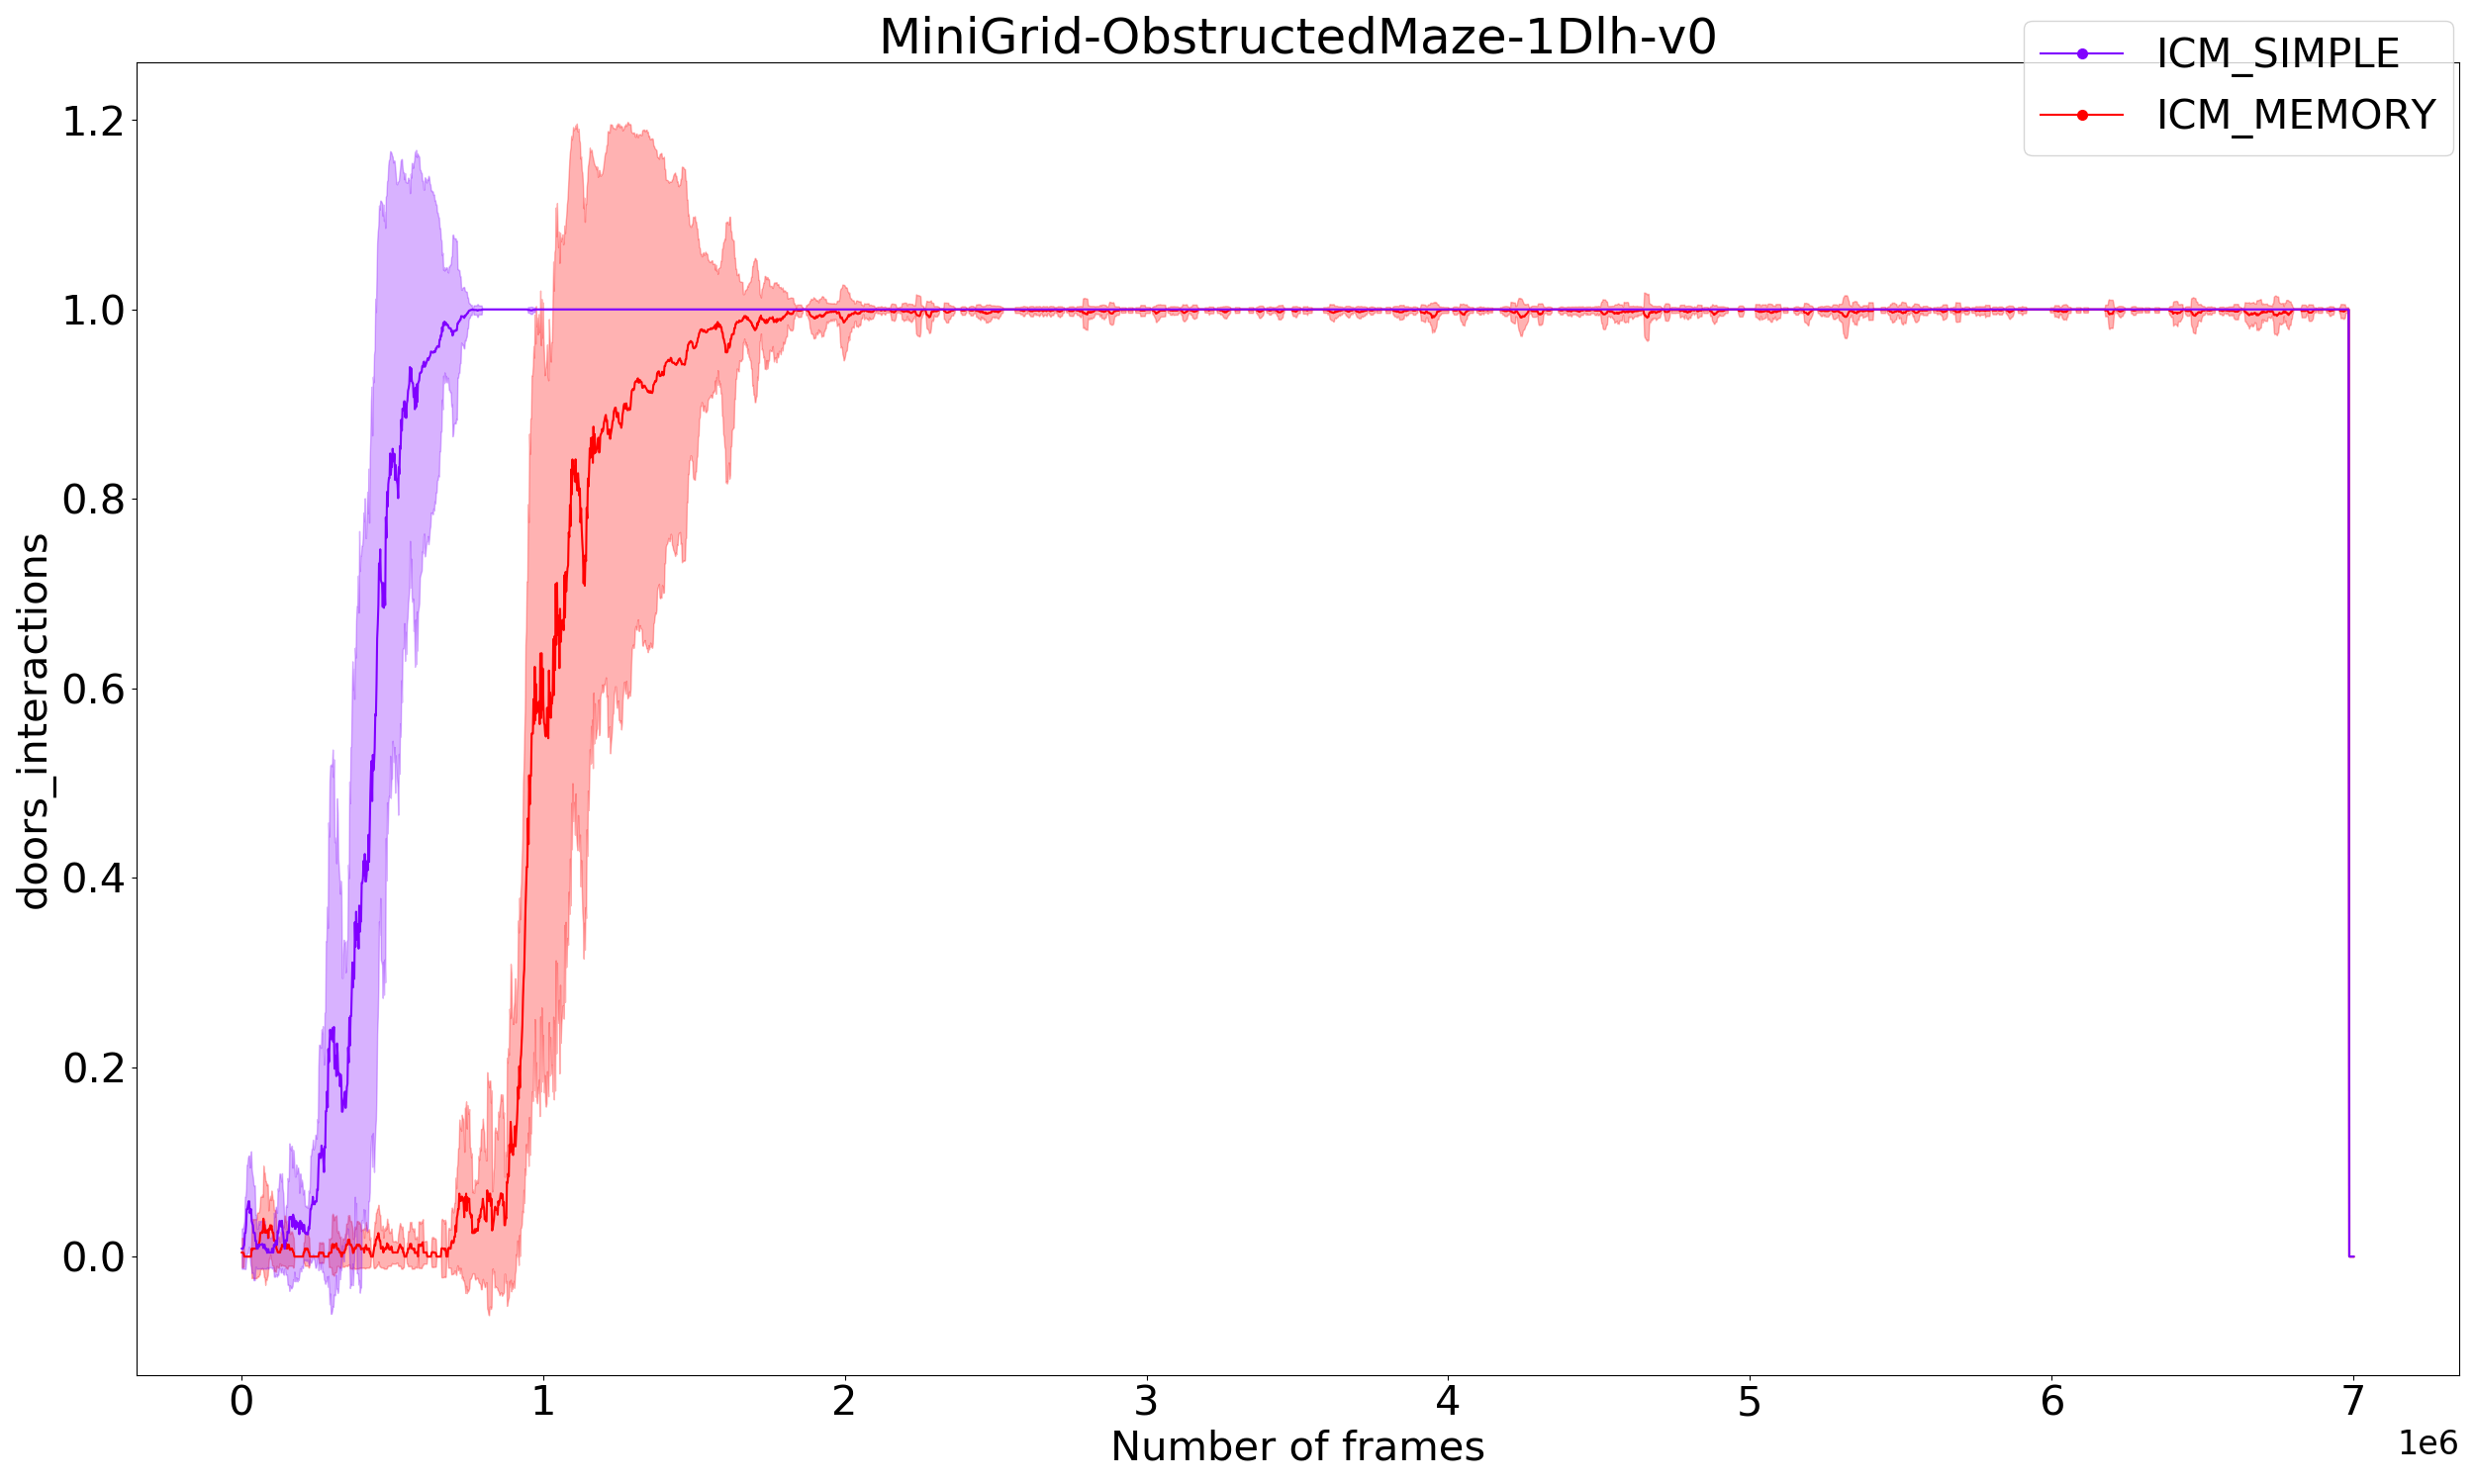 MiniGrid-ObstructedMaze-1Dlh-v0
ICM_SIMPLE
ICM_MEMORY
doors_interactions
1.2
1.0
0.8
0.6
0.4
0.2
0.0
0 1 2 3 4 5 6 7
1e6
Number of frames